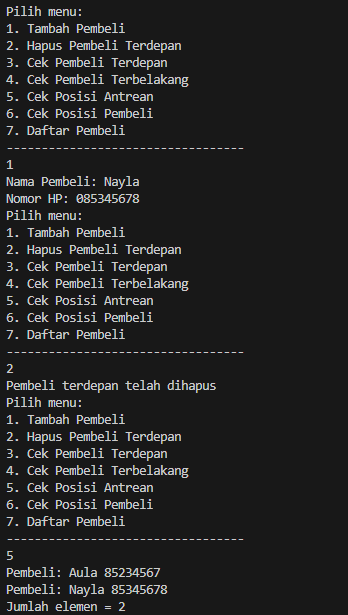 Pilih menu:
1. Tambah Pembeli
2. Hapus Pembeli Terdepan
3. Cek Pembeli Terdepan
4. Cek Pembeli Terbelakang
5. Cek Posisi Antrean
6. Cek Posisi Pembeli
7. Daftar Pembeli
----------------------------------
1
Nama Pembeli: Nayla
Nomor HP: 085345678
Pilih menu:
1. Tambah Pembeli
2. Hapus Pembeli Terdepan
3. Cek Pembeli Terdepan
4. Cek Pembeli Terbelakang
5. Cek Posisi Antrean
6. Cek Posisi Pembeli
7. Daftar Pembeli
----------------------------------
2
Pembeli terdepan telah dihapus
Pilih menu:
1. Tambah Pembeli
2. Hapus Pembeli Terdepan
3. Cek Pembeli Terdepan
4. Cek Pembeli Terbelakang
5. Cek Posisi Antrean
6. Cek Posisi Pembeli
7. Daftar Pembeli
----------------------------------
5
Pembeli: Aula 85234567
Pembeli: Nayla 85345678
Jumlah elemen = 2